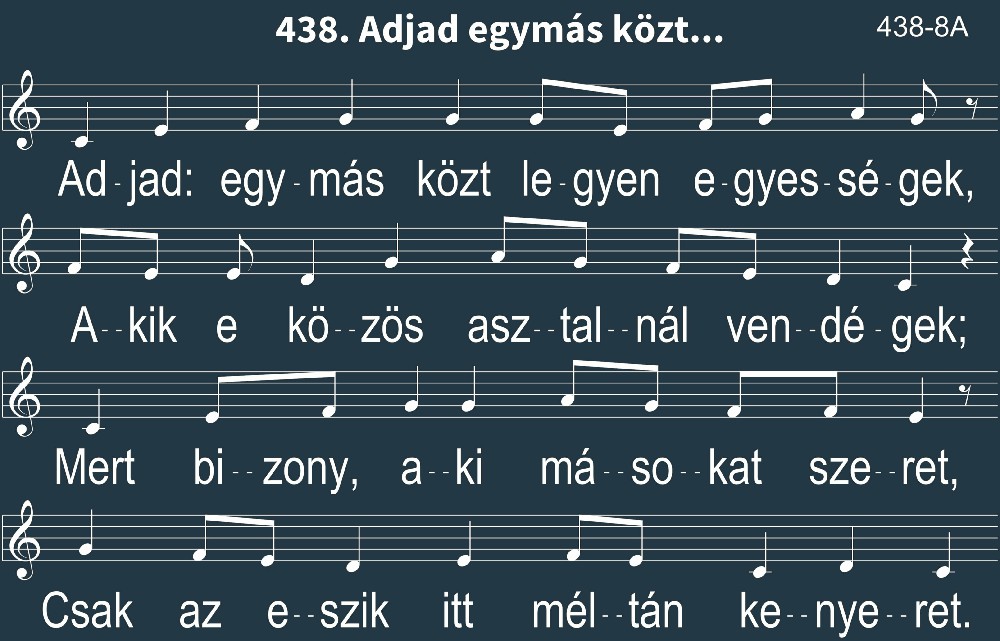 438. Adjad egymás közt...
438-8A
Ad-jad: egy-más közt le-gyen e-gyes-sé-gek,
A--kik e kö--zös asz--tal--nál ven--dé-gek;
Mert bi--zony, a--ki má--so--kat sze--ret,
Csak az e--szik itt mél--tán ke--nye--ret.